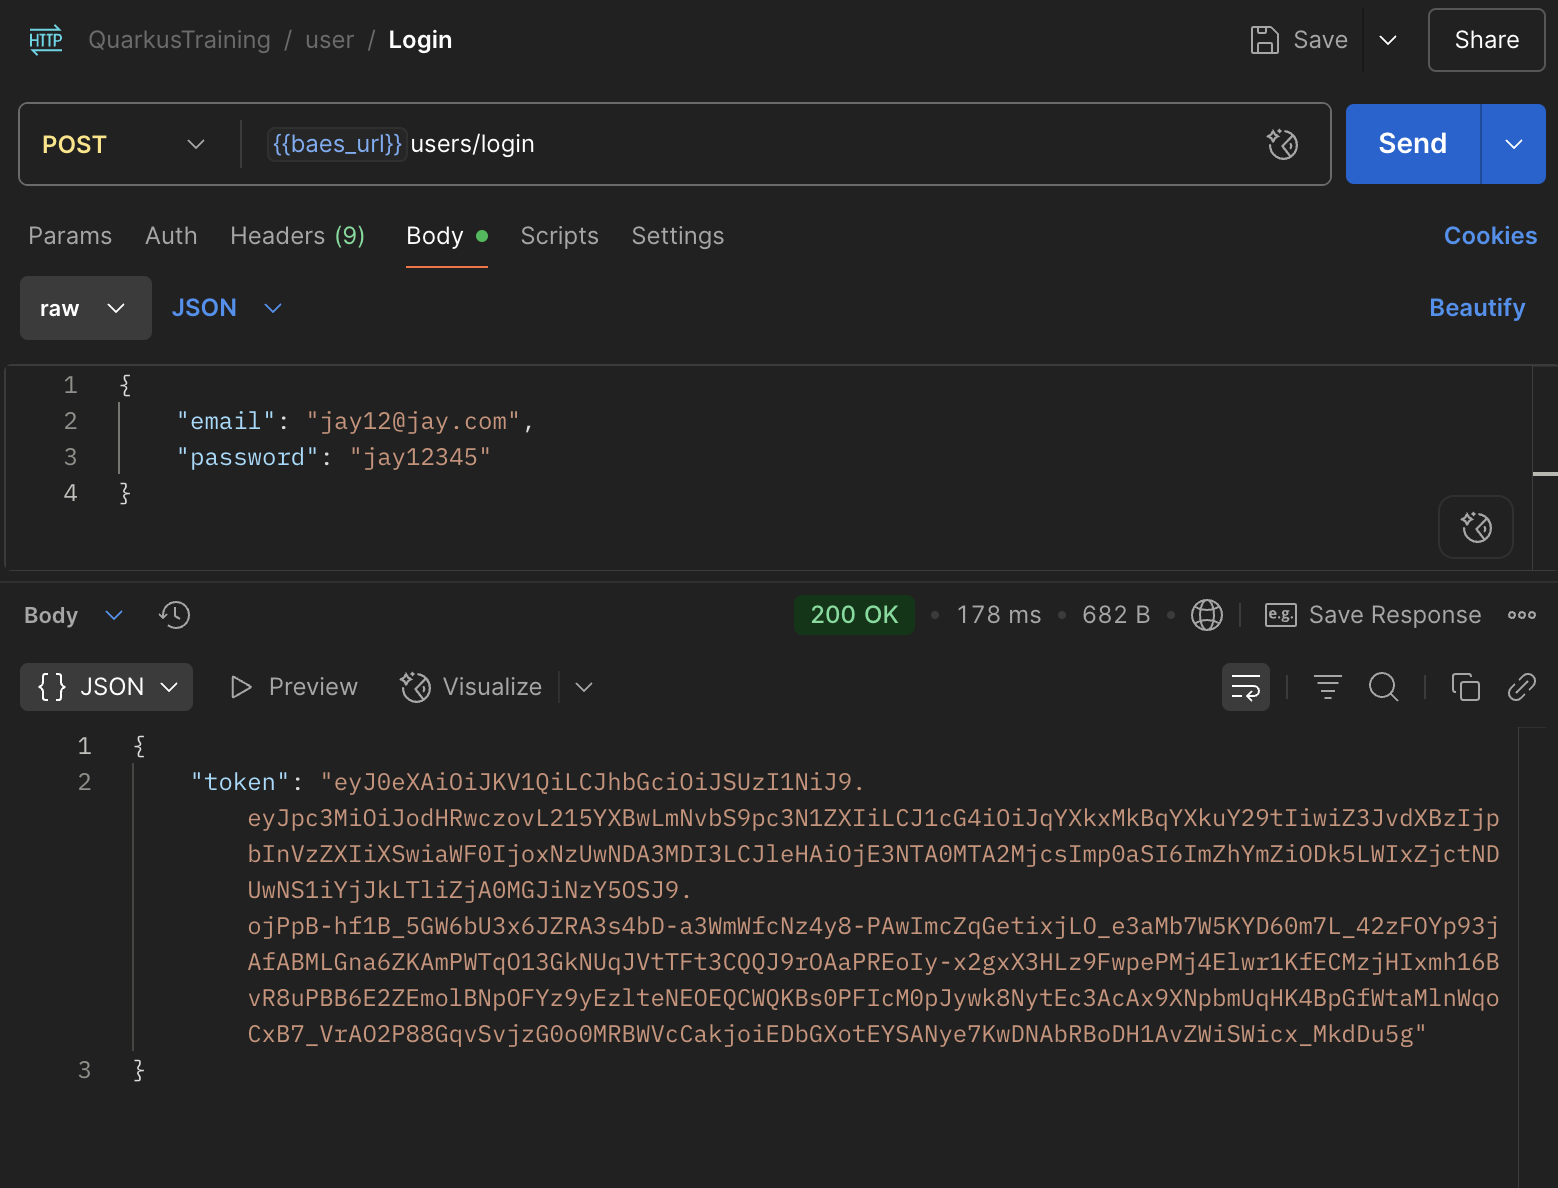 HTTP QuarkusTraining / user / Login Save Share
POST {{baes_url}} users/login Send
Params Auth Headers (9) Body Scripts Settings Cookies
raw JSON Beautify
1 {
2 "email": "jay12@jay.com",
3 "password": "jay12345"
4 }
Body 200 OK • 178 ms • 682 B • e.g. Save Response
{} JSON Preview Visualize
1 {
2 "token": "eyJ0eXAiOiJKV1QiLCJhbGciOiJSUzI1NiJ9.
eyJpc3MiOiJodHRwczovL215YXBwLmNvbS9pc3N1ZXIiLCJ1cG4iOiJqYXkxMkBqYXkuY29tIiwiZ3JvdXBzIjp
bInVzZXIiXSwiaWF0IjoxNzUwNDA3MDI3LCJleHAiOjE3NTA0MTA2MjcsImp0aSI6ImZhYmZiODk5LWIxZjctND
UwNS1iYjJkLTliZjA0MGJiNzY5OSJ9.
ojPpB-hf1B_5GW6bU3x6JZRA3s4bD-a3WmWfcNz4y8-PAwImcZqGetixjLO_e3aMb7W5KYD60m7L_42zFOYp93j
AfABMLGna6ZKAmPWTqO13GkNUqJVtTFt3CQQJ9rOAaPREoIy-x2gxX3HLz9FwpePMj4Elwr1KfECMzjHIxmh16B
vR8uPBB6E2ZEmolBNpOFYz9yEzlteNEOEQCWQKBs0PFIcM0pJywk8NytEc3AcAx9XNpbmUqHK4BpGfWtaMlnWqo
CxB7_VrAO2P88GqvSvjzG0o0MRBWVcCakjoiEDbGXotEYSANye7KwDNAbRBoDH1AvZWiSWicx_MkdDu5g"
3 }